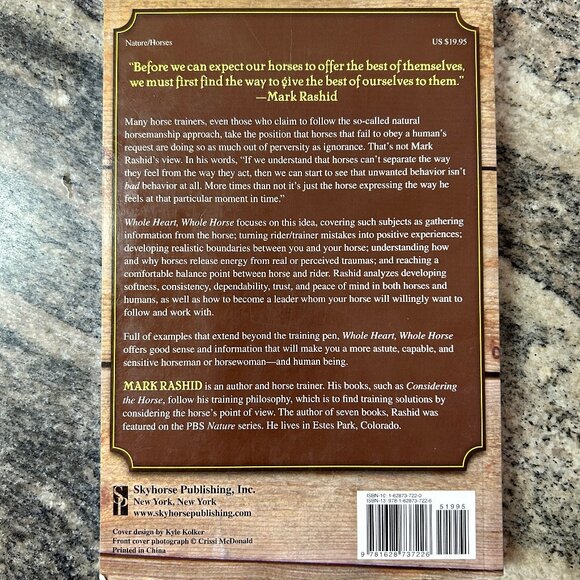 Nature/Horses US $19.95
"Before we can expect our horses to offer the best of themselves,
we must first find the way to give the best of ourselves to them."
—Mark Rashid
Many horse trainers, even those who claim to follow the so-called natural
horsemanship approach, take the position that horses that fail to obey a human's
request are doing so as much out of perversity as ignorance. That's not Mark
Rashid's view. In his words, "If we understand that horses can't separate the way
they feel from the way they act, then we can start to see that unwanted behavior isn't
bad behavior at all. More times than not it's just the horse expressing the way he
feels at that particular moment in time."
Whole Heart, Whole Horse focuses on this idea, covering such subjects as gathering
information from the horse; turning rider/trainer mistakes into positive experiences;
developing realistic boundaries between you and your horse; understanding how
and why horses release energy from real or perceived traumas; and reaching a
comfortable balance point between horse and rider. Rashid analyzes developing
softness, consistency, dependability, trust, and peace of mind in both horses and
humans, as well as how to become a leader whom your horse will willingly want to
follow and work with.
Full of examples that extend beyond the training pen, Whole Heart, Whole Horse
offers good sense and information that will make you a more astute, capable, and
sensitive horseman or horsewoman—and human being.
MARK RASHID is an author and horse trainer. His books, such as Considering
the Horse, follow his training philosophy, which is to find training solutions by
considering the horse's point of view. The author of seven books, Rashid was
featured on the PBS Nature series. He lives in Estes Park, Colorado.
Skyhorse Publishing, Inc.
New York, New York
www.skyhorsepublishing.com
Cover design by Kyle Kolker
Front cover photograph © Crissi McDonald
Printed in China
ISBN-10: 1-62873-722-0
ISBN-13: 978-1-62873-722-6
51995
9 781628 737226